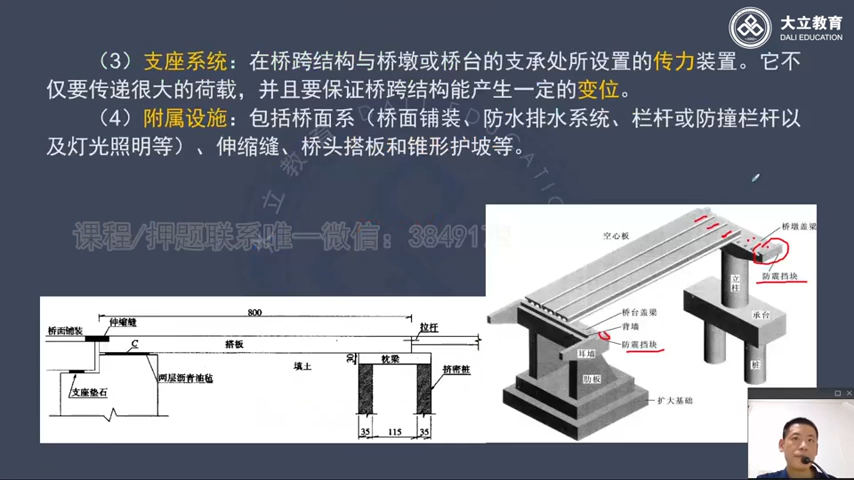 大立教育
DALI EDUCATION
（3）支座系统：在桥跨结构与桥墩或桥台的支承处所设置的传力装置。它不
仅要传递很大的荷载，并且要保证桥跨结构能产生一定的变位。
（4）附属设施：包括桥面系（桥面铺装、防水排水系统、栏杆或防撞栏杆以
及灯光照明等）、伸缩缝、桥头搭板和锥形护坡等。
课程/押题联系唯一微信：384917
空心板
桥墩盖梁
防震挡块
立柱
承台
桩
桥台盖梁
背墙
防震挡块
耳墙
肋板
扩大基础
800
桥面铺装
伸缩缝
拉杆
C
搭板
30
枕梁
填土
挤密桩
两层沥青油毡
支座垫石
35 115 35